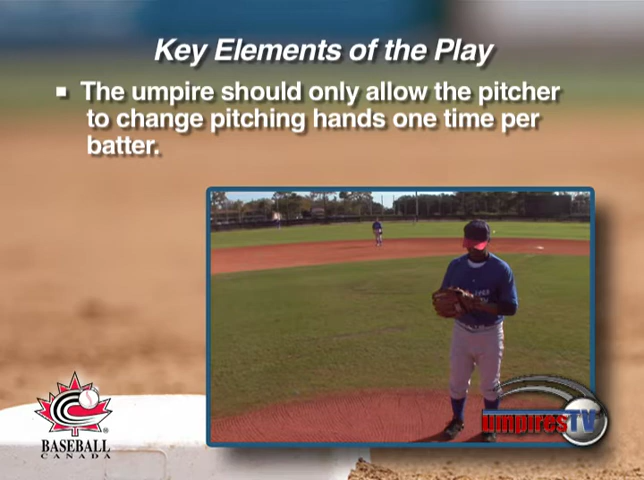 Key Elements of the Play
▪ The umpire should only allow the pitcher
to change pitching hands one time per
batter.
umpiresTV
BASEBALL
CANADA